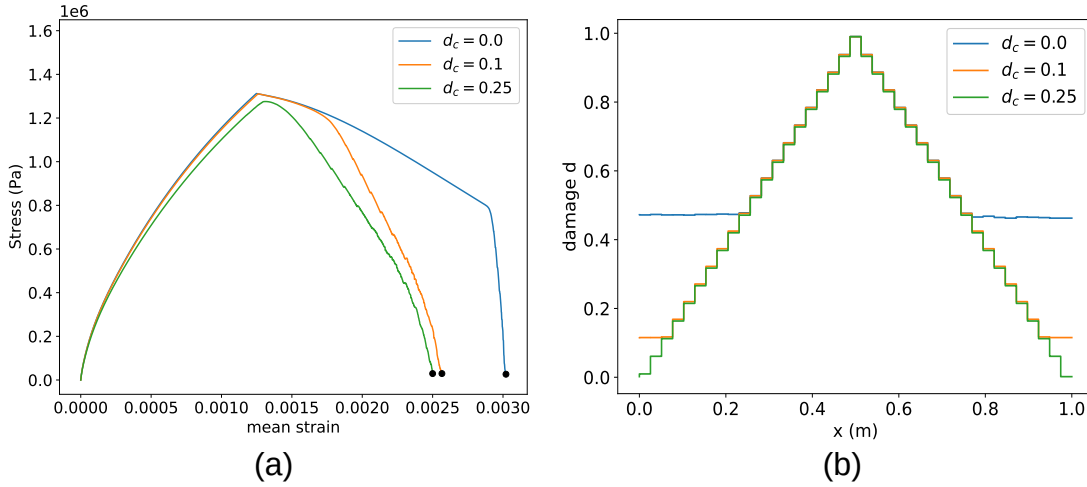 1e6
1.6
1.4
1.2
1.0
0.8
0.6
0.4
0.2
0.0
Stress (Pa)
d_c = 0.0
d_c = 0.1
d_c = 0.25
0.0000 0.0005 0.0010 0.0015 0.0020 0.0025 0.0030
mean strain
(a)
1.0
0.8
0.6
0.4
0.2
0.0
damage d
d_c = 0.0
d_c = 0.1
d_c = 0.25
0.0 0.2 0.4 0.6 0.8 1.0
x (m)
(b)